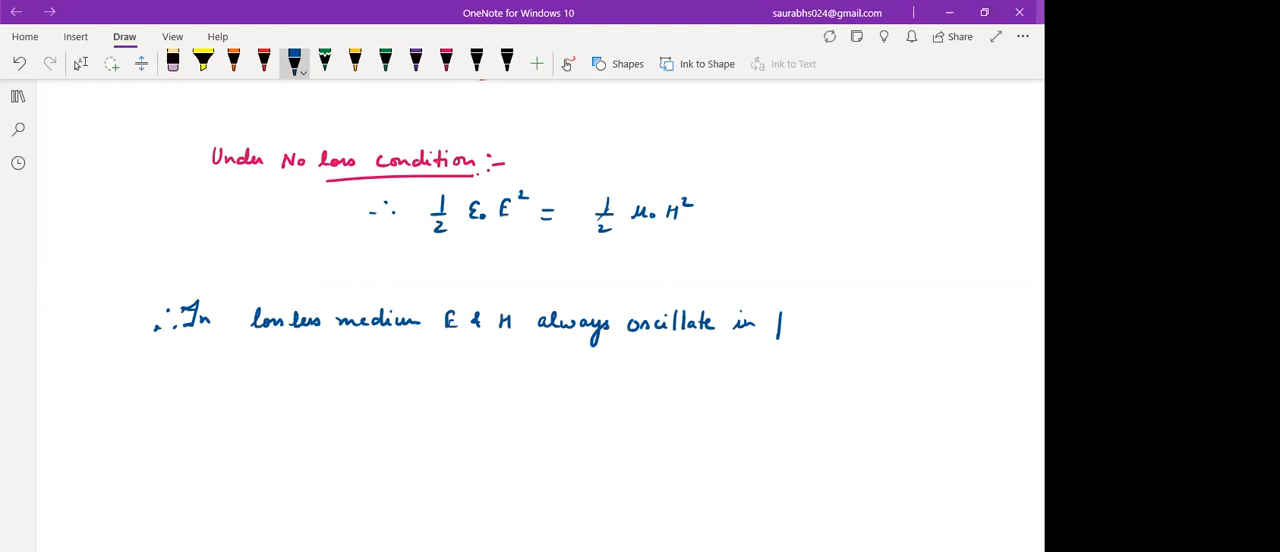 OneNote for Windows 10
saurabhs024@gmail.com
Home Insert Draw View Help
Share
Shapes Ink to Shape Ink to Text
Under No loss condition :-
∴ 1/2 ε₀ E² = 1/2 μ₀ H²
∴ In lossless medium E & H always oscillate in